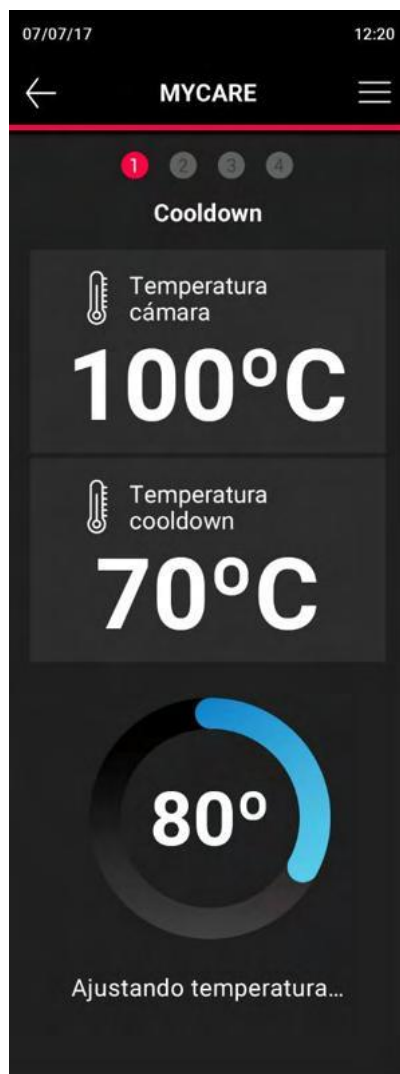 07/07/17 12:20
MYCARE
1 2 3 4
Cooldown
Temperatura
cámara
100ºC
Temperatura
cooldown
70ºC
80º
Ajustando temperatura...